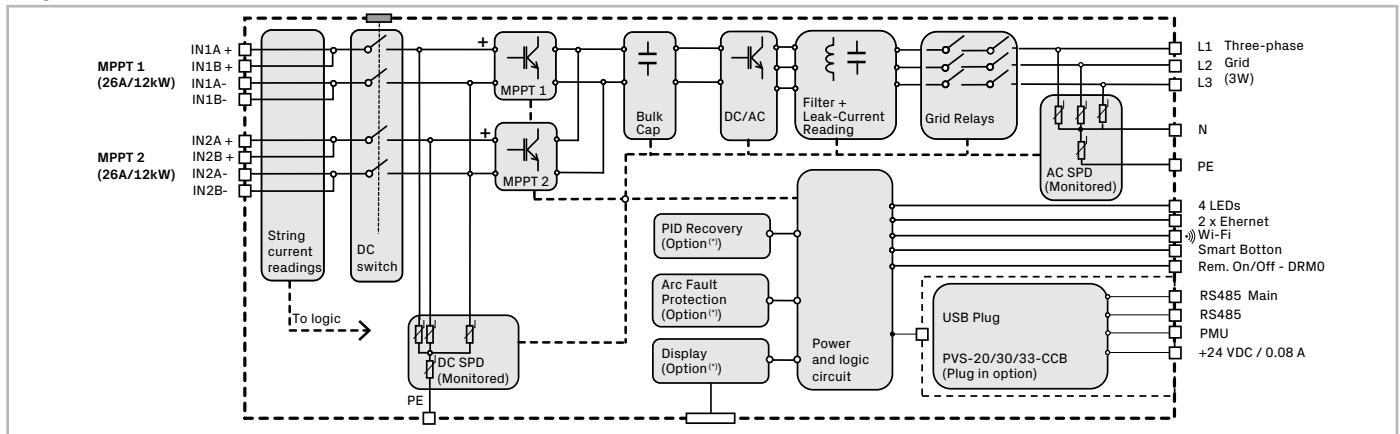 IN1A +
IN1B +
MPPT 1
(26A/12kW)
IN1A-
IN1B-
IN2A +
IN2B +
MPPT 2
(26A/12kW)
IN2A-
IN2B-
String
current
readings
DC
switch
To logic
+
MPPT 1
+
MPPT 2
Bulk
Cap
DC/AC
Filter +
Leak-Current
Reading
Grid Relays
L1 Three-phase
L2 Grid
L3 (3W)
N
PE
AC SPD
(Monitored)
DC SPD
(Monitored)
PE
PID Recovery
(Option(*))
Arc Fault
Protection
(Option(*))
Display
(Option(*))
Power
and logic
circuit
4 LEDs
2 x Ehernet
Wi-Fi
Smart Botton
Rem. On/Off - DRM0
USB Plug
PVS-20/30/33-CCB
(Plug in option)
RS485 Main
RS485
PMU
+24 VDC / 0.08 A